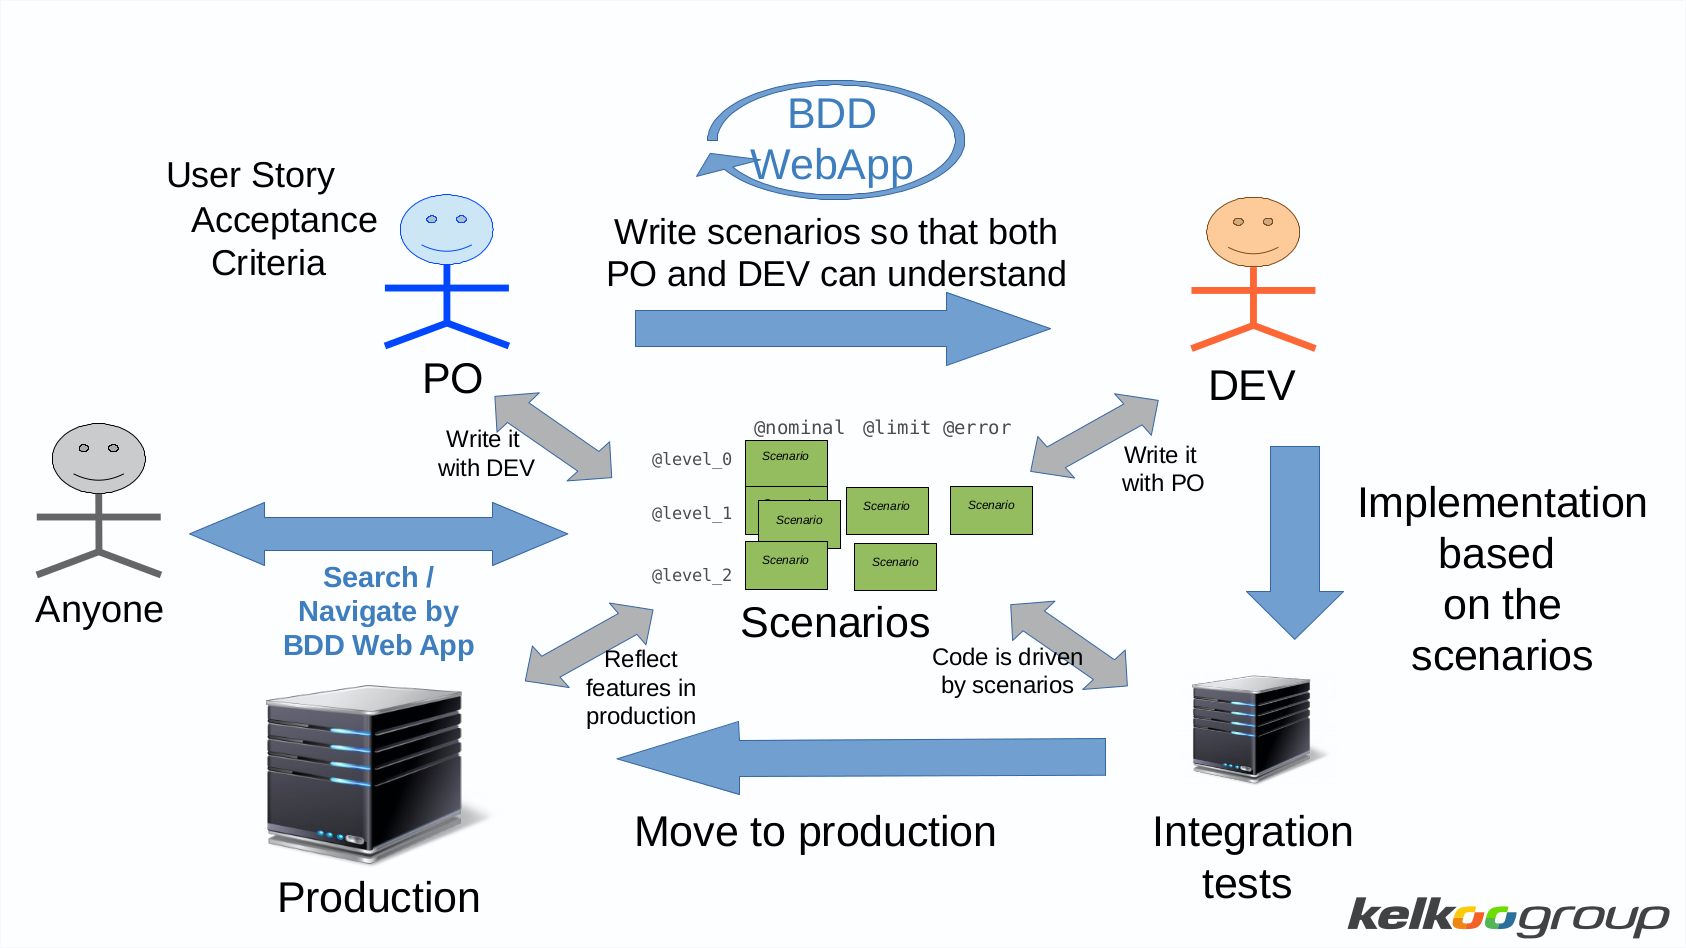 BDD
WebApp
User Story
Acceptance
Criteria
Write scenarios so that both
PO and DEV can understand
PO
DEV
Write it
with DEV
Write it
with PO
@nominal @limit @error
@level_0
Scenario
@level_1
Scenario
Scenario
Scenario
@level_2
Scenario
Scenario
Scenarios
Anyone
Search /
Navigate by
BDD Web App
Implementation
based
on the
scenarios
Reflect
features in
production
Code is driven
by scenarios
Move to production
Production
Integration
tests
kelkoogroup